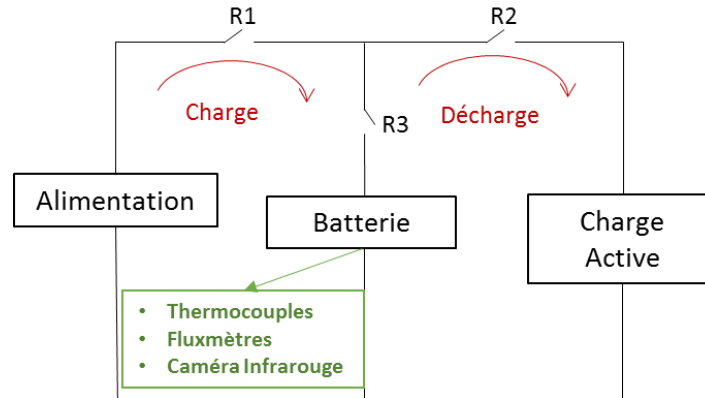 R1
R2
Charge
R3
Décharge
Alimentation
Batterie
Charge
Active
• Thermocouples
• Fluxmètres
• Caméra Infrarouge